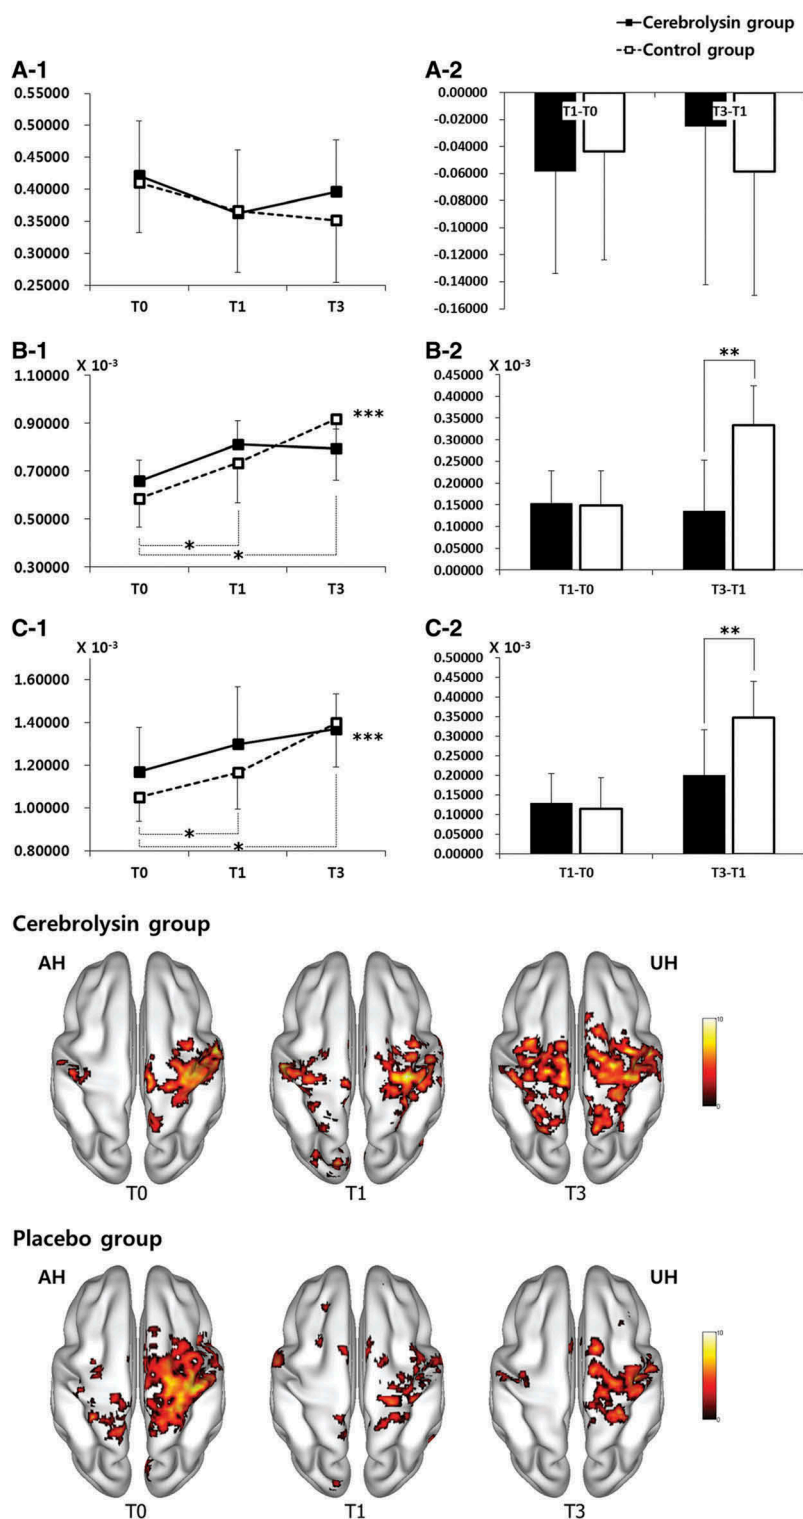 Cerebrolysin group
Control group
A-1
0.55000
0.50000
0.45000
0.40000
0.35000
0.30000
0.25000
T0 T1 T3
A-2
0.00000
-0.02000
-0.04000
-0.06000
-0.08000
-0.10000
-0.12000
-0.14000
-0.16000
T1-T0 T3-T1
B-1
X 10⁻³
1.10000
0.90000
0.70000
0.50000
0.30000
***
*
*
T0 T1 T3
B-2
X 10⁻³
0.45000
0.40000
0.35000
0.30000
0.25000
0.20000
0.15000
0.10000
0.05000
0.00000
**
T1-T0 T3-T1
C-1
X 10⁻³
1.60000
1.40000
1.20000
1.00000
0.80000
***
*
*
T0 T1 T3
C-2
X 10⁻³
0.50000
0.45000
0.40000
0.35000
0.30000
0.25000
0.20000
0.15000
0.10000
0.05000
0.00000
**
T1-T0 T3-T1
Cerebrolysin group
AH UH
10
0
T0 T1 T3
Placebo group
AH UH
10
0
T0 T1 T3